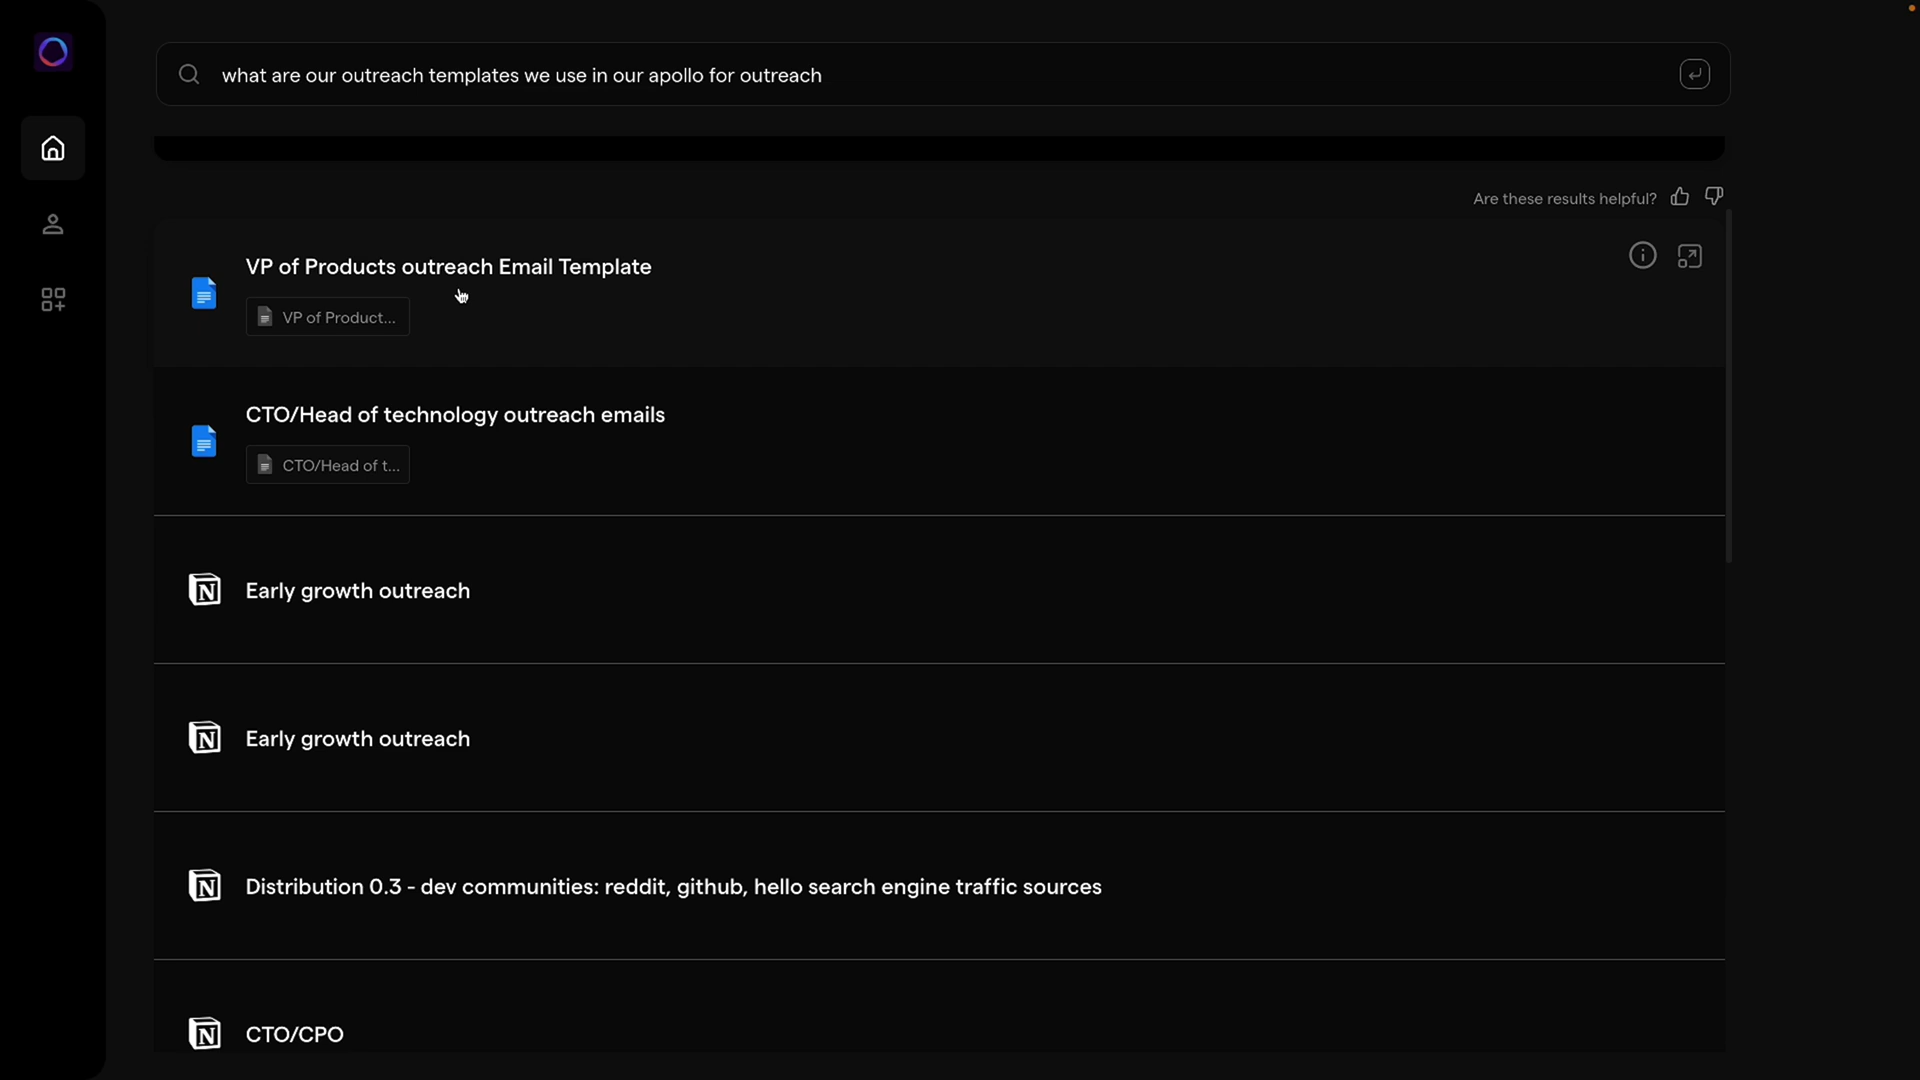 what are our outreach templates we use in our apollo for outreach
Are these results helpful?
VP of Products outreach Email Template
VP of Product...
CTO/Head of technology outreach emails
CTO/Head of t...
Early growth outreach
Early growth outreach
Distribution 0.3 - dev communities: reddit, github, hello search engine traffic sources
CTO/CPO